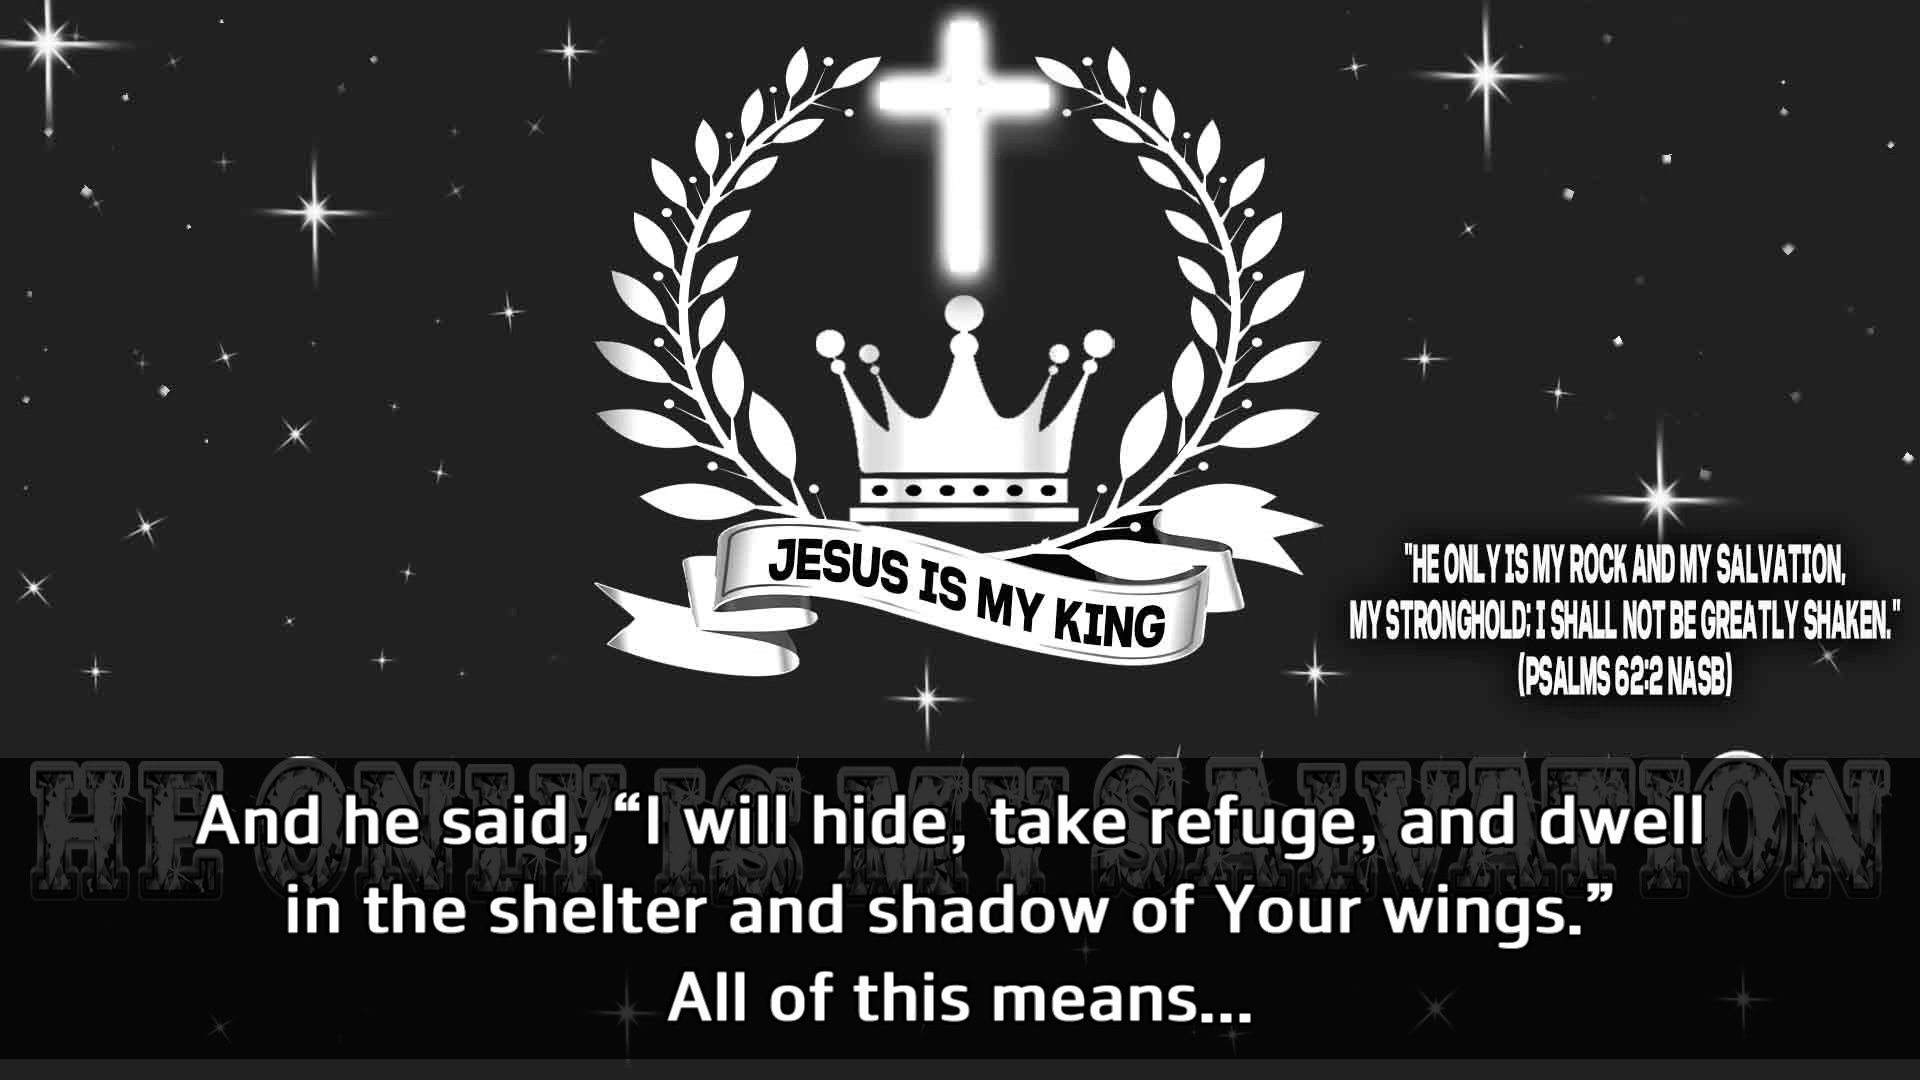 JESUS IS MY KING
"HE ONLY IS MY ROCK AND MY SALVATION,
MY STRONGHOLD; I SHALL NOT BE GREATLY SHAKEN."
(PSALMS 62:2 NASB)
HE ONLY IS MY SALVATION
And he said, “I will hide, take refuge, and dwell
in the shelter and shadow of Your wings.”
All of this means...